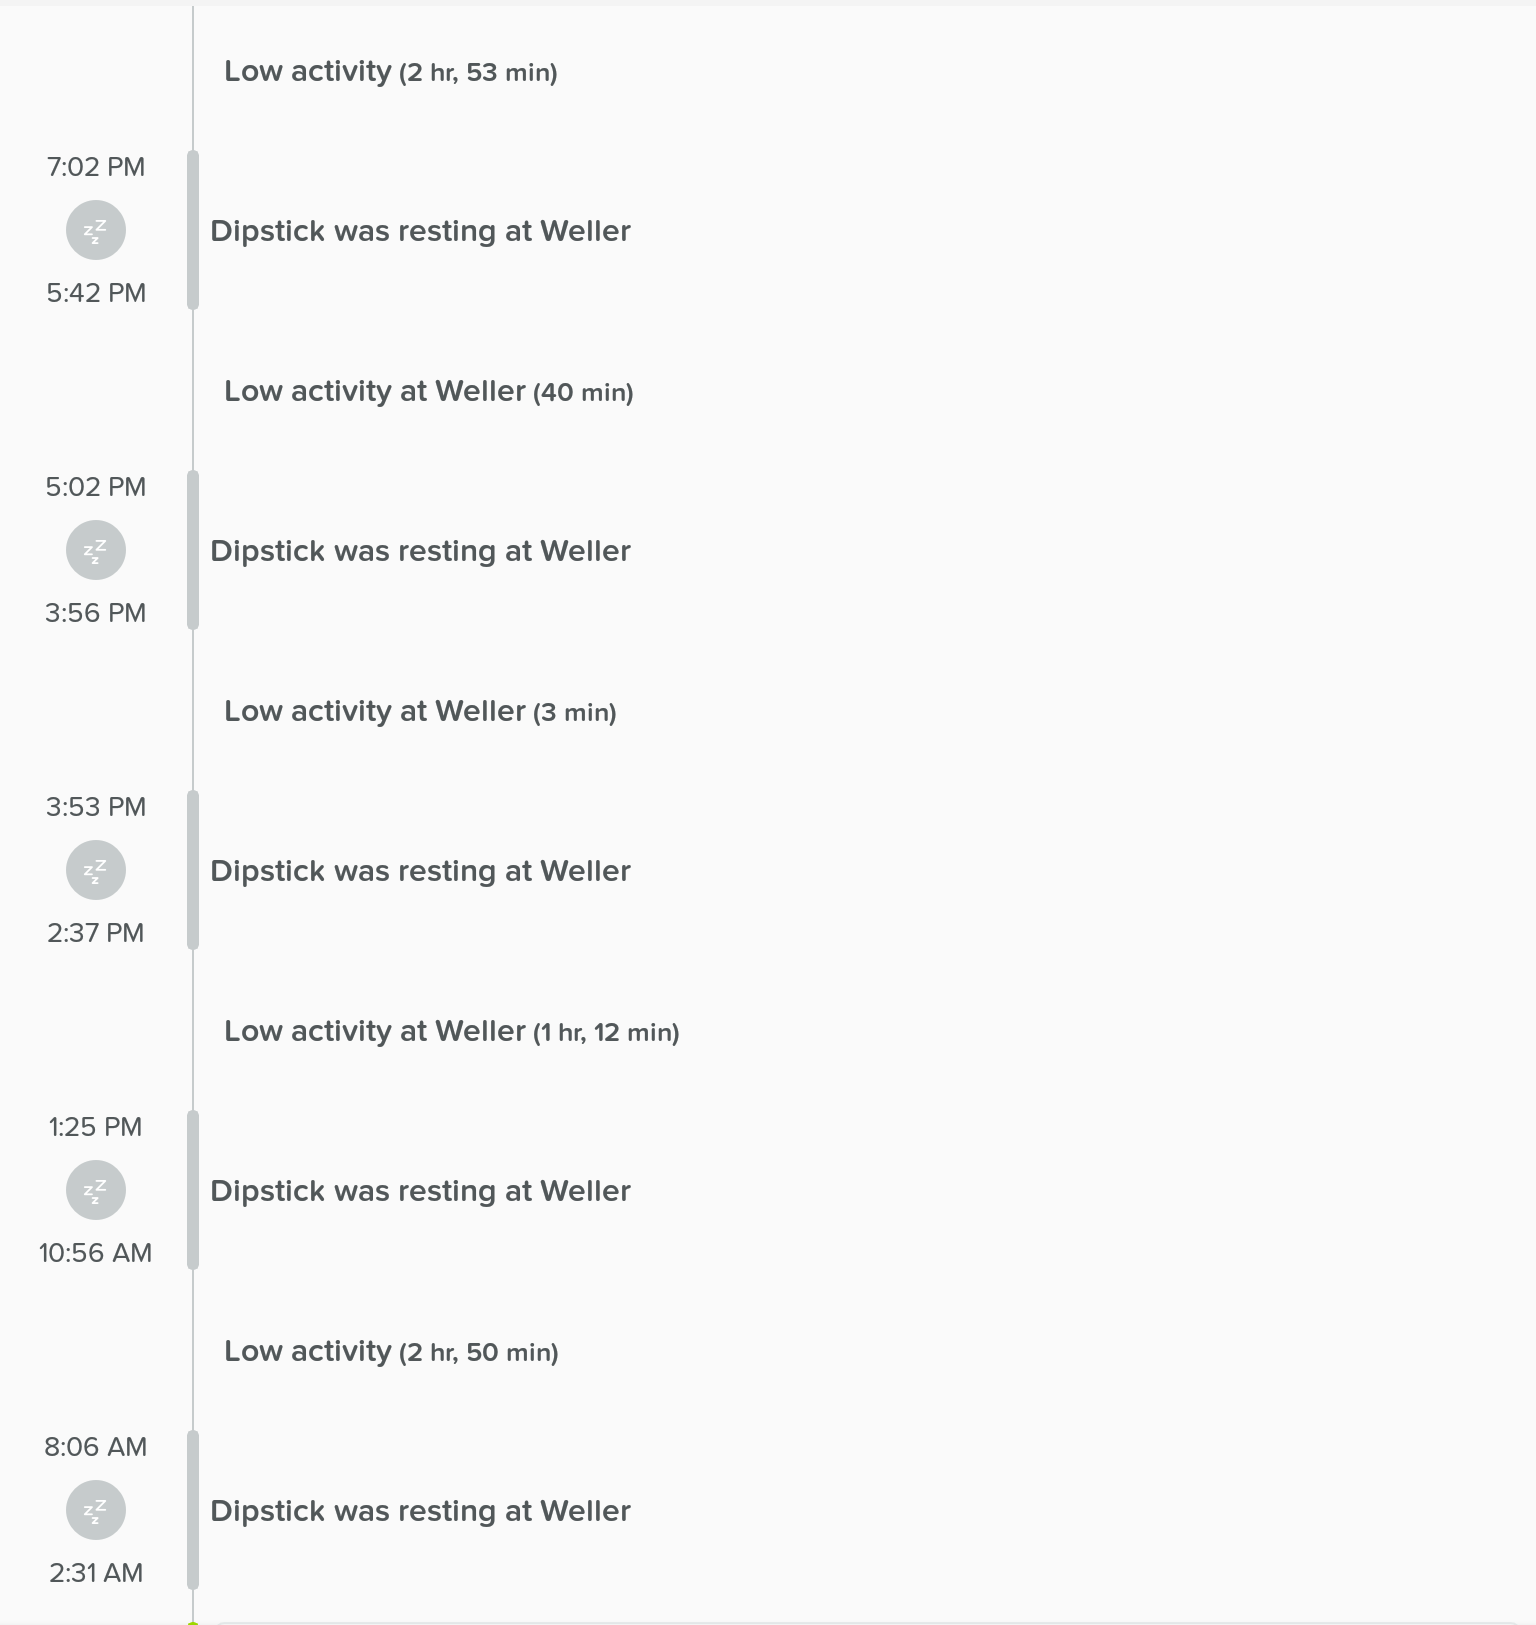 Low activity (2 hr, 53 min)
7:02 PM
zZz
Dipstick was resting at Weller
5:42 PM
Low activity at Weller (40 min)
5:02 PM
zZz
Dipstick was resting at Weller
3:56 PM
Low activity at Weller (3 min)
3:53 PM
zZz
Dipstick was resting at Weller
2:37 PM
Low activity at Weller (1 hr, 12 min)
1:25 PM
zZz
Dipstick was resting at Weller
10:56 AM
Low activity (2 hr, 50 min)
8:06 AM
zZz
Dipstick was resting at Weller
2:31 AM